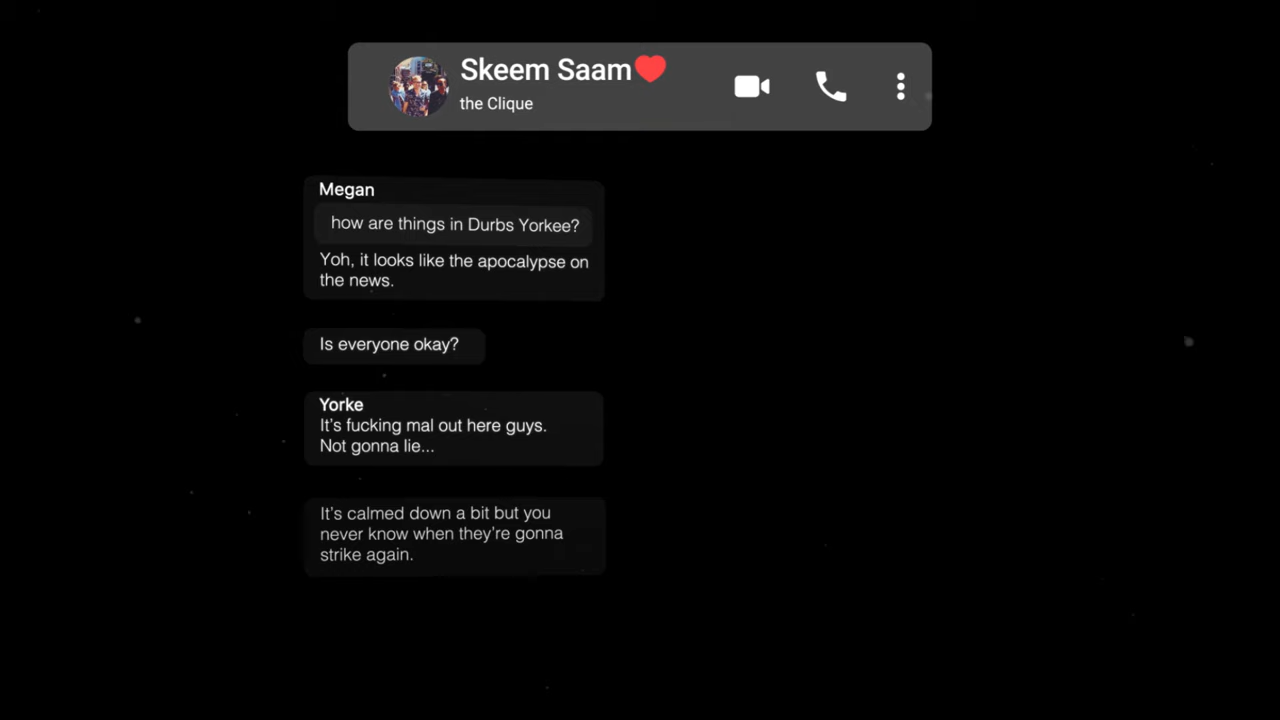 Skeem Saam❤️
the Clique
Megan
how are things in Durbs Yorkee?
Yoh, it looks like the apocalypse on
the news.
Is everyone okay?
Yorke
It's fucking mal out here guys.
Not gonna lie...
It's calmed down a bit but you
never know when they're gonna
strike again.